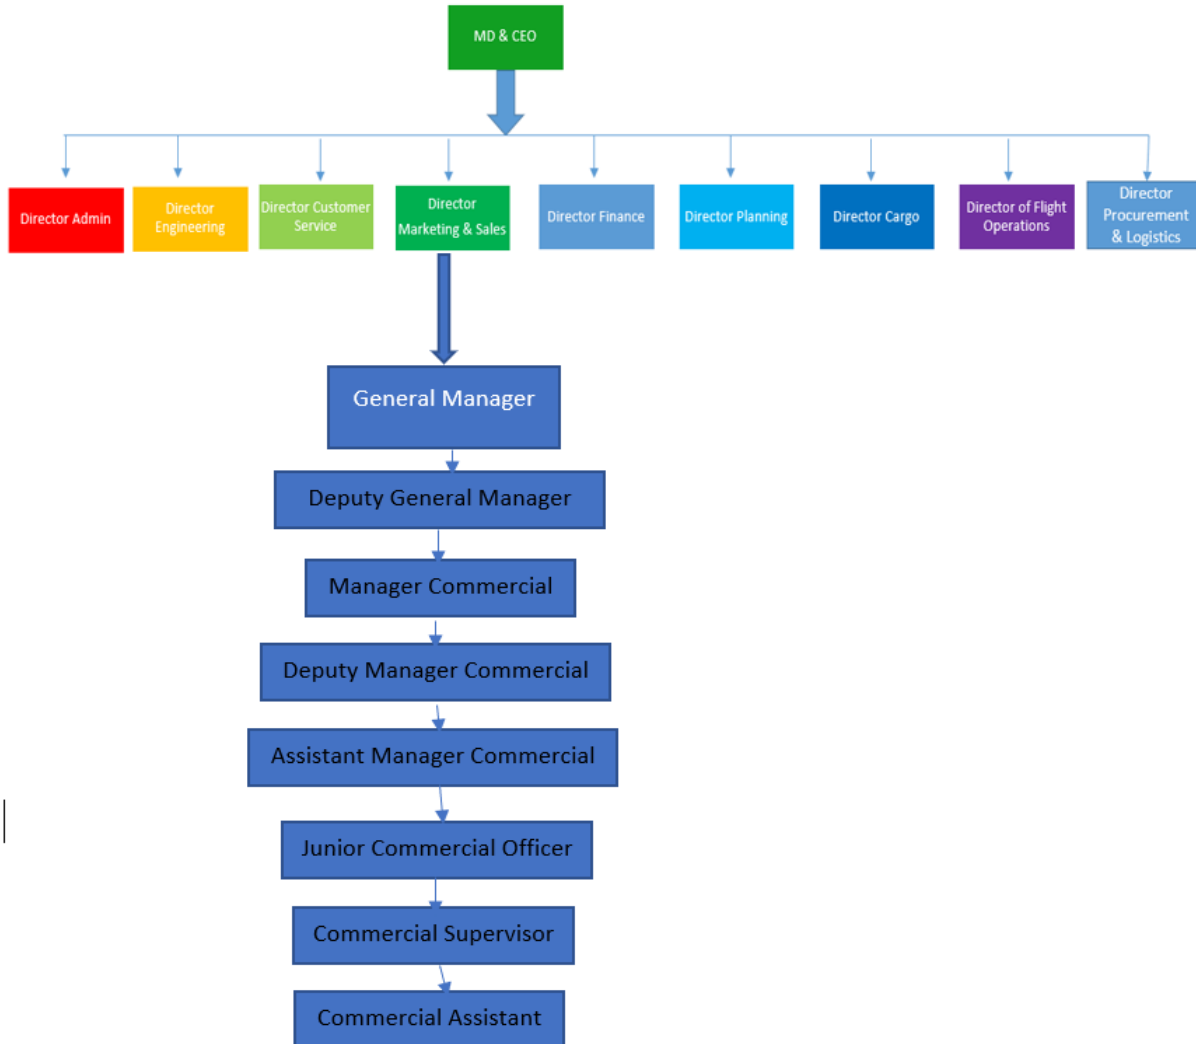 MD & CEO
Director Admin
Director
Engineering
Director Customer
Service
Director
Marketing & Sales
Director Finance
Director Planning
Director Cargo
Director of Flight
Operations
Director
Procurement
& Logistics
General Manager
Deputy General Manager
Manager Commercial
Deputy Manager Commercial
Assistant Manager Commercial
Junior Commercial Officer
Commercial Supervisor
Commercial Assistant